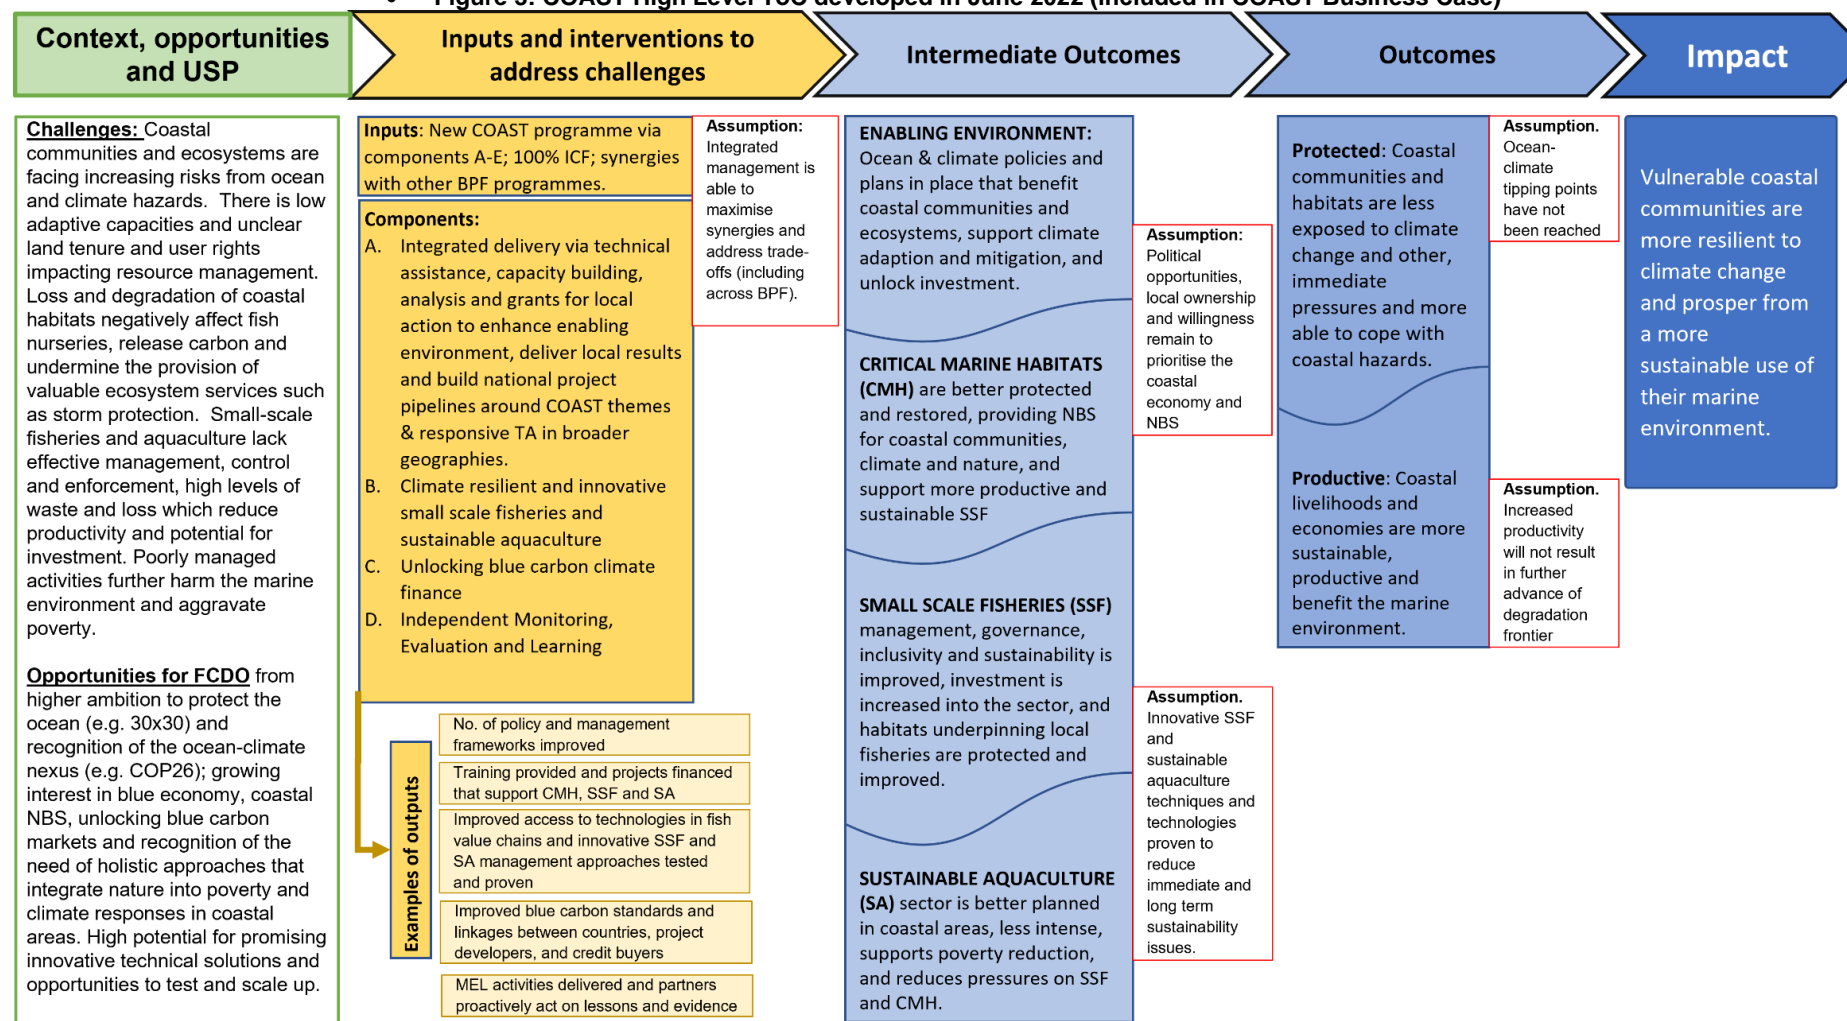 • Figure 3: COAST High Level ToC developed in June 2022 (included in COAST Business Case)
Context, opportunities
and USP
Inputs and interventions to
address challenges
Intermediate Outcomes
Outcomes
Impact
Challenges: Coastal
communities and ecosystems are
facing increasing risks from ocean
and climate hazards. There is low
adaptive capacities and unclear
land tenure and user rights
impacting resource management.
Loss and degradation of coastal
habitats negatively affect fish
nurseries, release carbon and
undermine the provision of
valuable ecosystem services such
as storm protection. Small-scale
fisheries and aquaculture lack
effective management, control
and enforcement, high levels of
waste and loss which reduce
productivity and potential for
investment. Poorly managed
activities further harm the marine
environment and aggravate
poverty.
Opportunities for FCDO from
higher ambition to protect the
ocean (e.g. 30x30) and
recognition of the ocean-climate
nexus (e.g. COP26); growing
interest in blue economy, coastal
NBS, unlocking blue carbon
markets and recognition of the
need of holistic approaches that
integrate nature into poverty and
climate responses in coastal
areas. High potential for promising
innovative technical solutions and
opportunities to test and scale up.
Inputs: New COAST programme via
components A-E; 100% ICF; synergies
with other BPF programmes.
Components:
A. Integrated delivery via technical
assistance, capacity building,
analysis and grants for local
action to enhance enabling
environment, deliver local results
and build national project
pipelines around COAST themes
& responsive TA in broader
geographies.
B. Climate resilient and innovative
small scale fisheries and
sustainable aquaculture
C. Unlocking blue carbon climate
finance
D. Independent Monitoring,
Evaluation and Learning
Assumption:
Integrated
management is
able to
maximise
synergies and
address trade-
offs (including
across BPF).
Examples of outputs
No. of policy and management
frameworks improved
Training provided and projects financed
that support CMH, SSF and SA
Improved access to technologies in fish
value chains and innovative SSF and
SA management approaches tested
and proven
Improved blue carbon standards and
linkages between countries, project
developers, and credit buyers
MEL activities delivered and partners
proactively act on lessons and evidence
ENABLING ENVIRONMENT:
Ocean & climate policies and
plans in place that benefit
coastal communities and
ecosystems, support climate
adaption and mitigation, and
unlock investment.
CRITICAL MARINE HABITATS
(CMH) are better protected
and restored, providing NBS
for coastal communities,
climate and nature, and
support more productive and
sustainable SSF
SMALL SCALE FISHERIES (SSF)
management, governance,
inclusivity and sustainability is
improved, investment is
increased into the sector, and
habitats underpinning local
fisheries are protected and
improved.
SUSTAINABLE AQUACULTURE
(SA) sector is better planned
in coastal areas, less intense,
supports poverty reduction,
and reduces pressures on SSF
and CMH.
Assumption:
Political
opportunities,
local ownership
and willingness
remain to
prioritise the
coastal
economy and
NBS
Assumption.
Innovative SSF
and
sustainable
aquaculture
techniques and
technologies
proven to
reduce
immediate and
long term
sustainability
issues.
Protected: Coastal
communities and
habitats are less
exposed to climate
change and other,
immediate
pressures and more
able to cope with
coastal hazards.
Productive: Coastal
livelihoods and
economies are more
sustainable,
productive and
benefit the marine
environment.
Assumption.
Ocean-
climate
tipping points
have not
been reached
Assumption.
Increased
productivity
will not result
in further
advance of
degradation
frontier
Vulnerable coastal
communities are
more resilient to
climate change
and prosper from
a more
sustainable use of
their marine
environment.